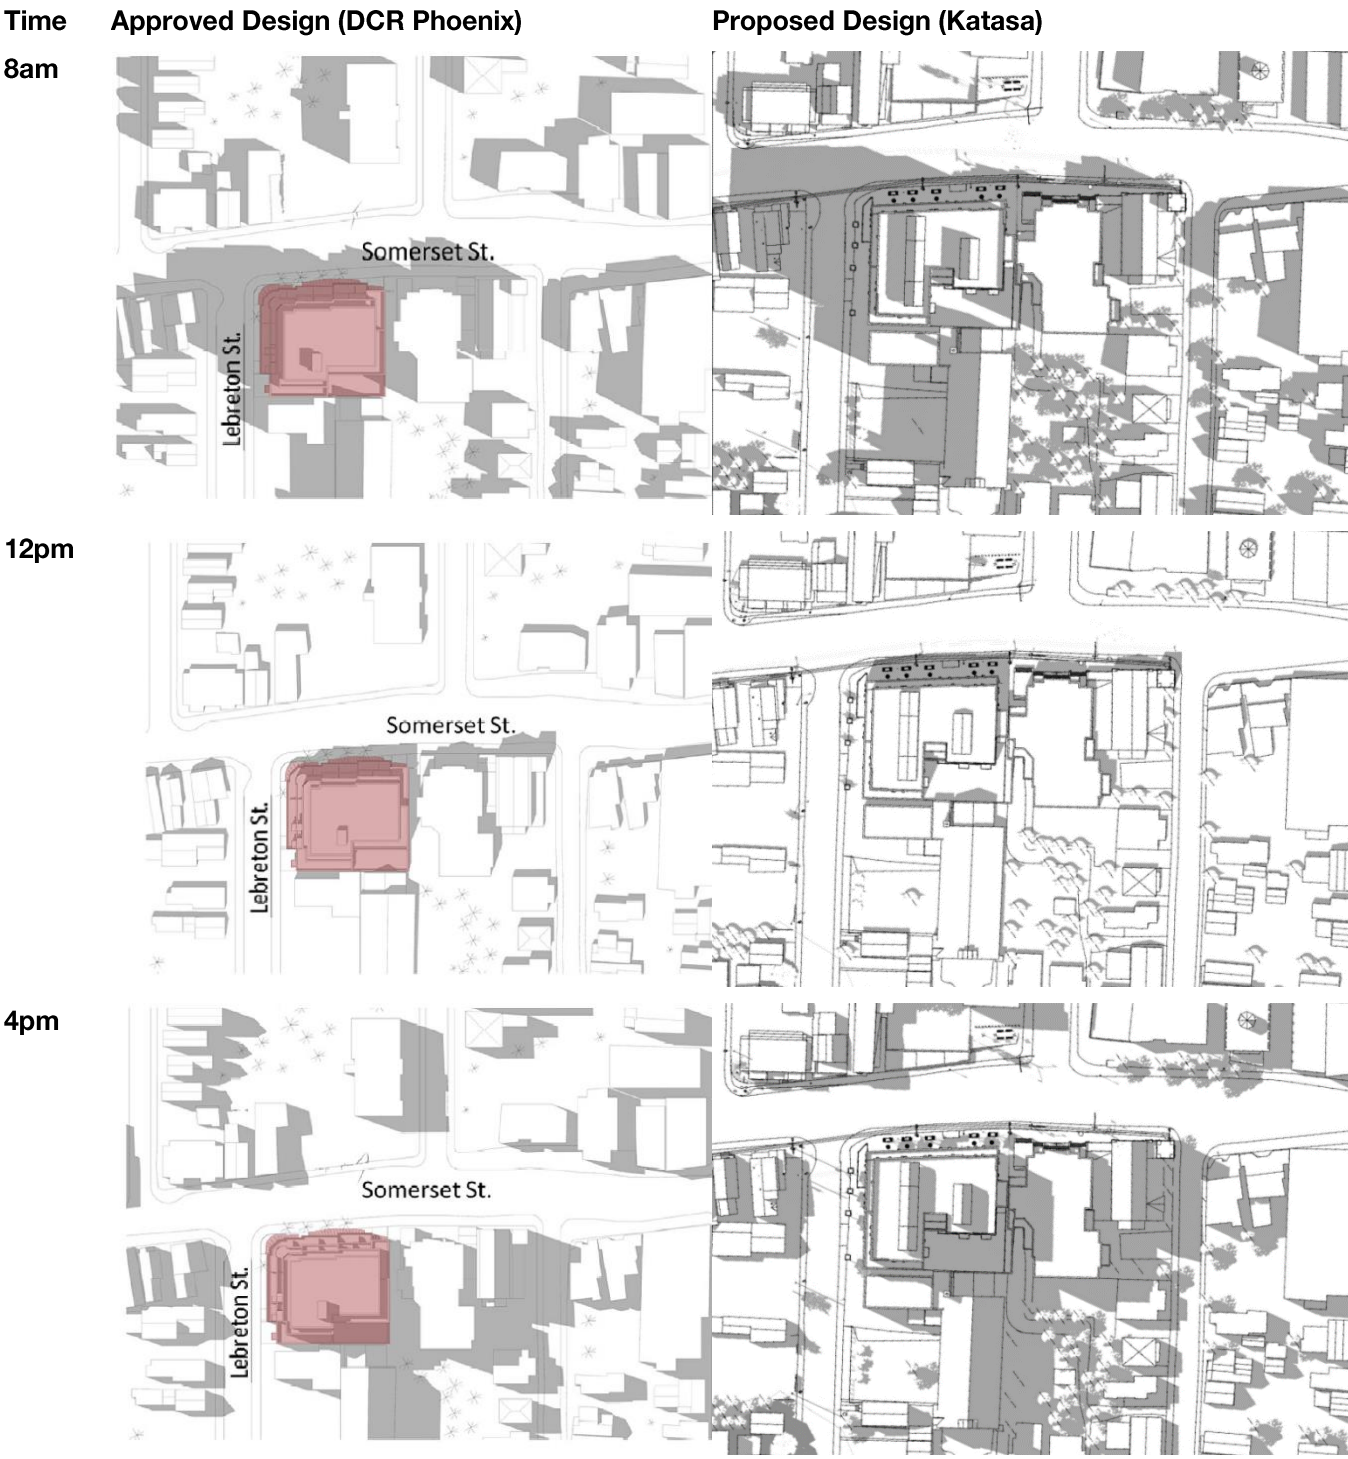 Time Approved Design (DCR Phoenix) Proposed Design (Katasa)
8am
Somerset St.
Lebreton St.
12pm
Somerset St.
Lebreton St.
4pm
Somerset St.
Lebreton St.